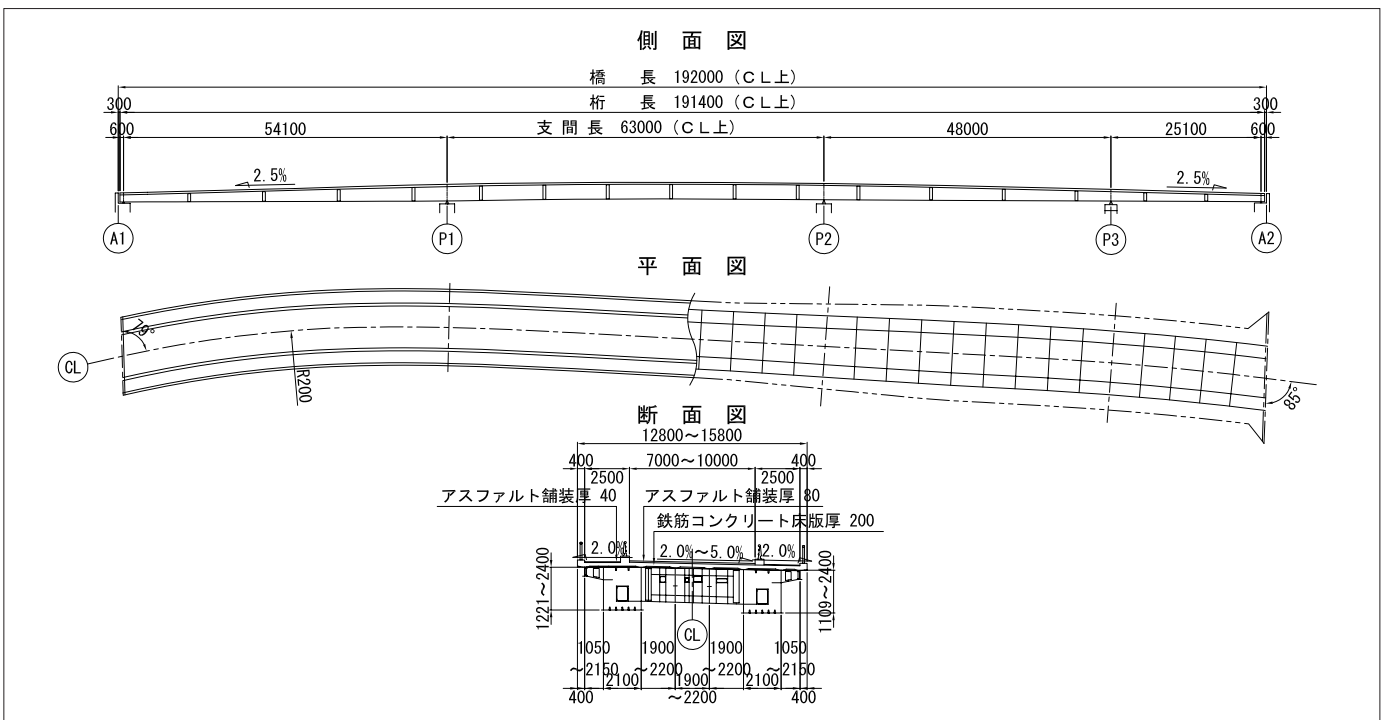 側面図
橋長 192000 (CL上)
300 桁長 191400 (CL上) 300
600 54100 支間長 63000 (CL上) 48000 25100 600
2.5% 2.5%
A1 P1 P2 P3 A2
平面図
79°
CL
R200
85°
断面図
12800~15800
400 7000~10000 400
2500 2500
アスファルト舗装厚 40 アスファルト舗装厚 80
鉄筋コンクリート床版厚 200
2.0% 2.0%~5.0% 2.0%
1221~2400 1109~2400
CL
1050 1900 1900 1050
~2150 ~2200 ~2200 ~2150
2100 1900 2100
400 ~2200 400